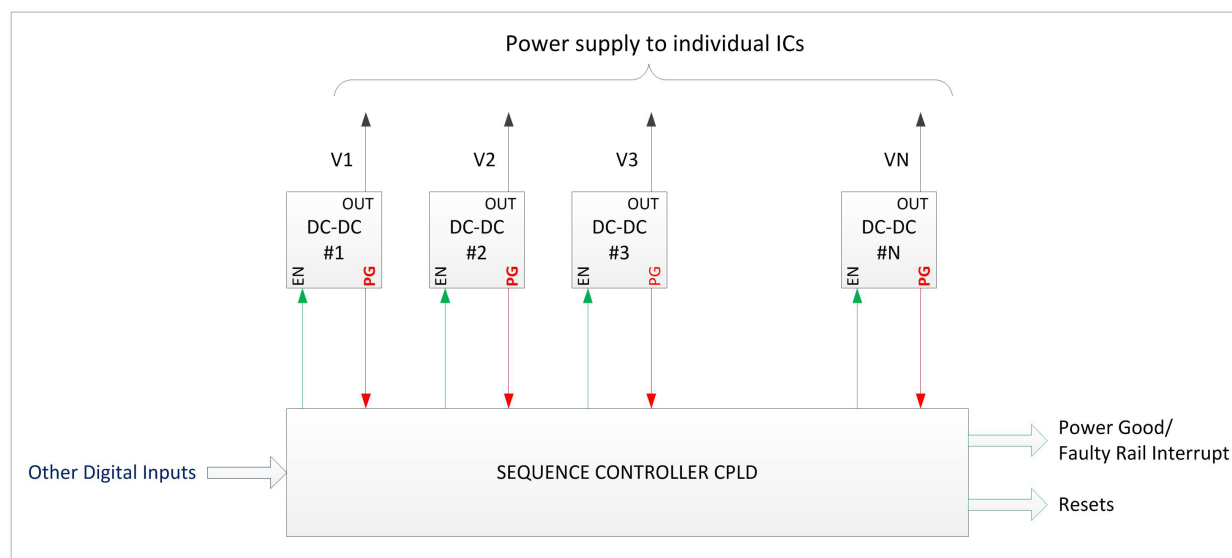 Power supply to individual ICs
V1
V2
V3
VN
OUT
DC-DC
#1
EN
PG
OUT
DC-DC
#2
EN
PG
OUT
DC-DC
#3
EN
PG
OUT
DC-DC
#N
EN
PG
Other Digital Inputs
SEQUENCE CONTROLLER CPLD
Power Good/
Faulty Rail Interrupt
Resets